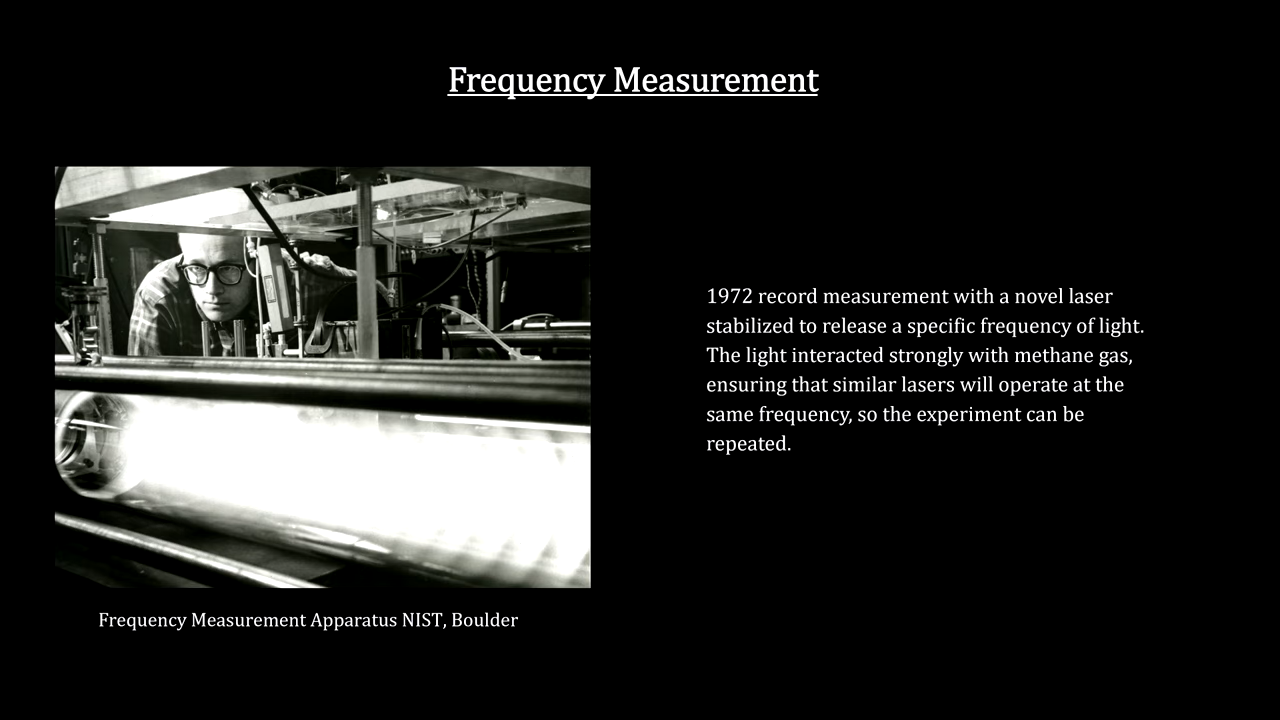 Frequency Measurement
1972 record measurement with a novel laser
stabilized to release a specific frequency of light.
The light interacted strongly with methane gas,
ensuring that similar lasers will operate at the
same frequency, so the experiment can be
repeated.
Frequency Measurement Apparatus NIST, Boulder